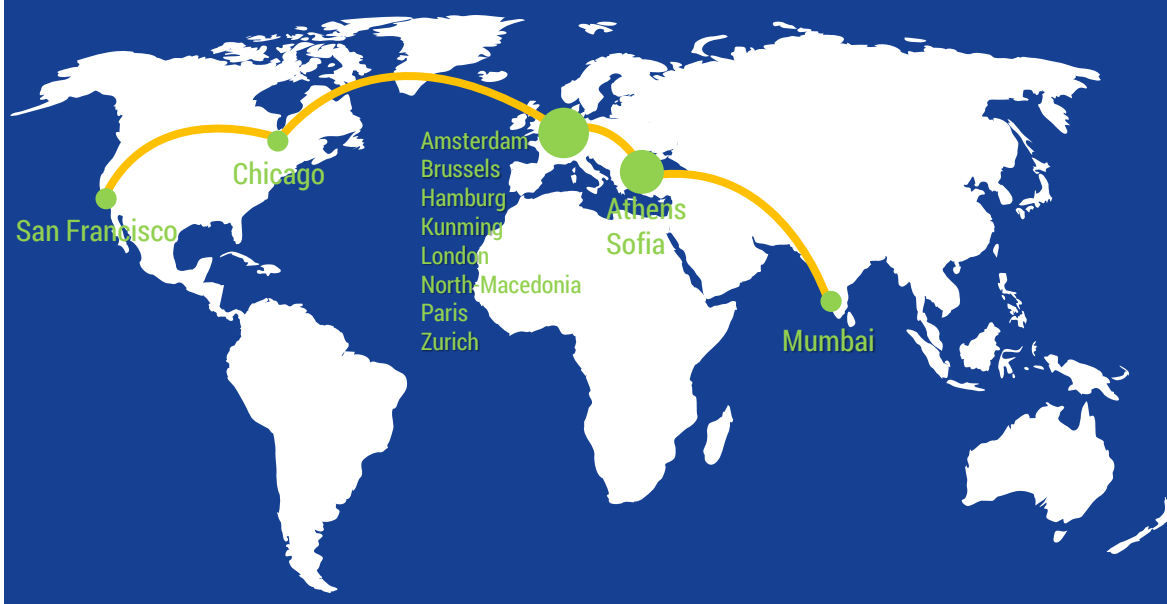 San Francisco
Chicago
Amsterdam
Brussels
Hamburg
Kunming
London
North-Macedonia
Paris
Zurich
Athens
Sofia
Mumbai